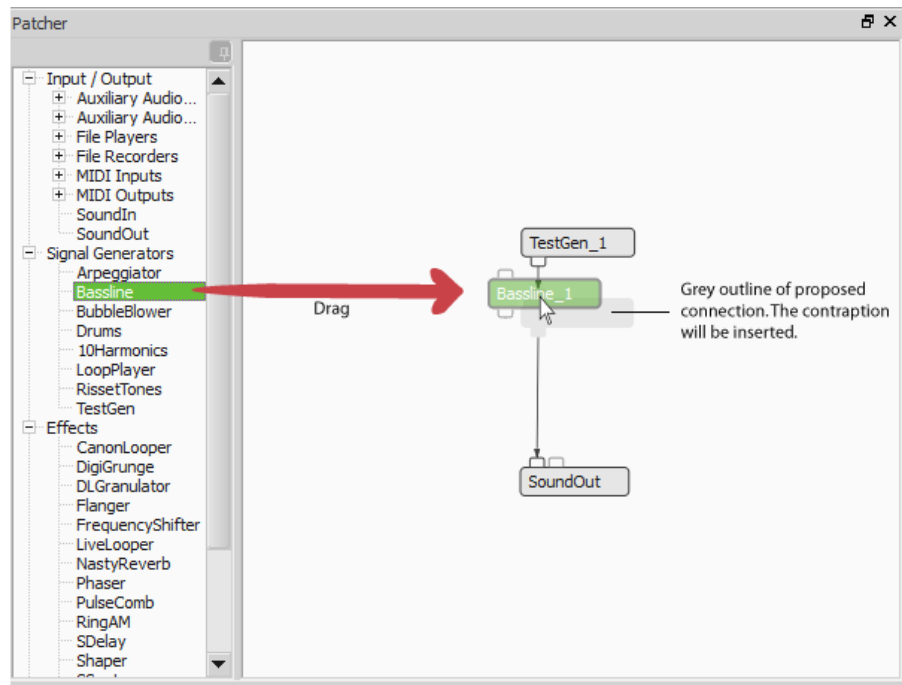 Patcher
Input / Output
Auxiliary Audio...
Auxiliary Audio...
File Players
File Recorders
MIDI Inputs
MIDI Outputs
SoundIn
SoundOut
Signal Generators
Arpeggiator
Bassline
BubbleBlower
Drums
10Harmonics
LoopPlayer
RissetTones
TestGen
Effects
CanonLooper
DigiGrunge
DLGranulator
Flanger
FrequencyShifter
LiveLooper
NastyReverb
Phaser
PulseComb
RingAM
SDelay
Shaper
Drag
TestGen_1
Bassline_1
Grey outline of proposed
connection. The contraption
will be inserted.
SoundOut